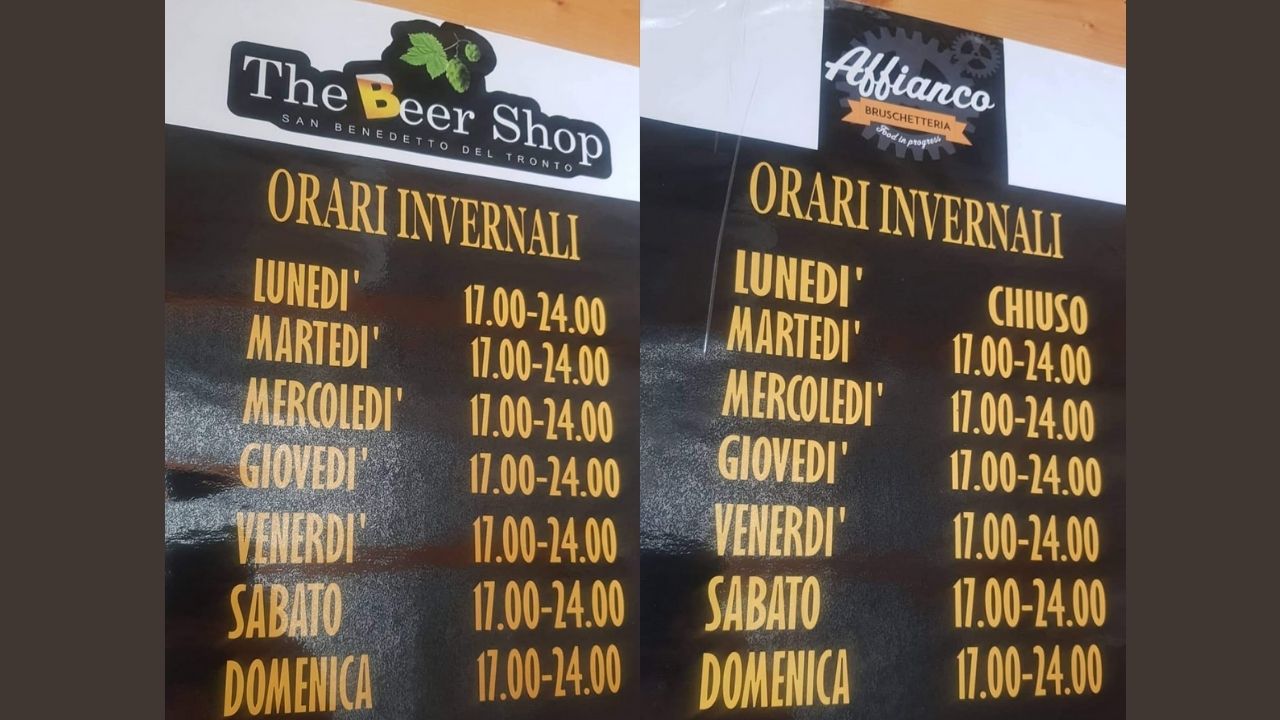 The Beer Shop
SAN BENEDETTO DEL TRONTO
ORARI INVERNALI
LUNEDI' 17.00-24.00
MARTEDI' 17.00-24.00
MERCOLEDI' 17.00-24.00
GIOVEDI' 17.00-24.00
VENERDI' 17.00-24.00
SABATO 17.00-24.00
DOMENICA 17.00-24.00
Affianco
BRUSCHETTERIA
Food in progress
ORARI INVERNALI
LUNEDI' CHIUSO
MARTEDI' 17.00-24.00
MERCOLEDI' 17.00-24.00
GIOVEDI' 17.00-24.00
VENERDI' 17.00-24.00
SABATO 17.00-24.00
DOMENICA 17.00-24.00